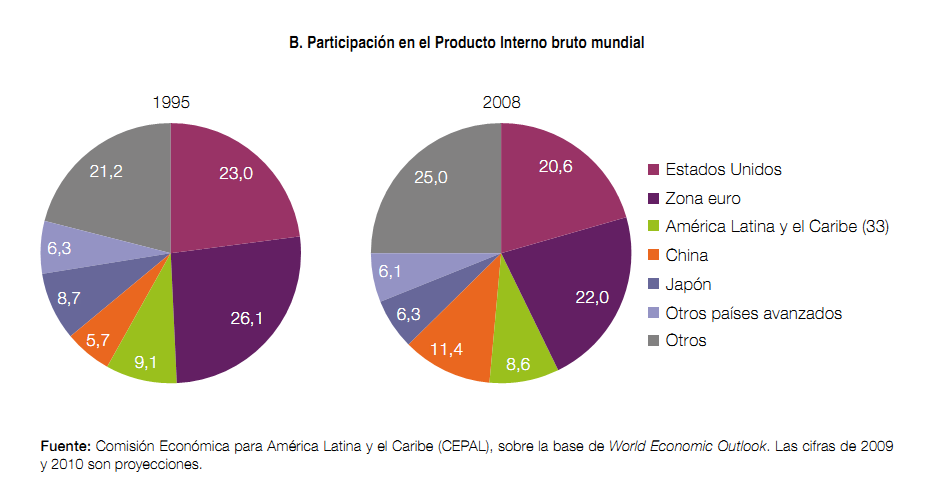 B. Participación en el Producto Interno bruto mundial
1995
2008
21,2
23,0
6,3
8,7
5,7
9,1
26,1
25,0
20,6
6,1
6,3
11,4
8,6
22,0
Estados Unidos
Zona euro
América Latina y el Caribe (33)
China
Japón
Otros países avanzados
Otros
Fuente: Comisión Económica para América Latina y el Caribe (CEPAL), sobre la base de World Economic Outlook. Las cifras de 2009
y 2010 son proyecciones.